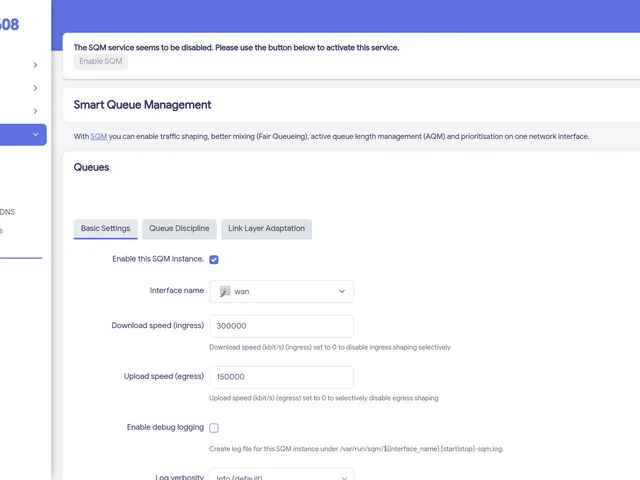 608
The SQM service seems to be disabled. Please use the button below to activate this service.
Enable SQM
Smart Queue Management
With SQM you can enable traffic shaping, better mixing (Fair Queueing), active queue length management (AQM) and prioritisation on one network interface.
Queues
DNS
s
Basic Settings
Queue Discipline
Link Layer Adaptation
Enable this SQM instance.
Interface name
wan
Download speed (ingress)
300000
Download speed (kbit/s) (ingress) set to 0 to disable ingress shaping selectively
Upload speed (egress)
150000
Upload speed (kbit/s) (egress) set to 0 to selectively disable egress shaping
Enable debug logging
Create log file for this SQM instance under /var/run/sqm/${interface_name}.[start|stop]-sqm.log.
Log verbosity
info (default)